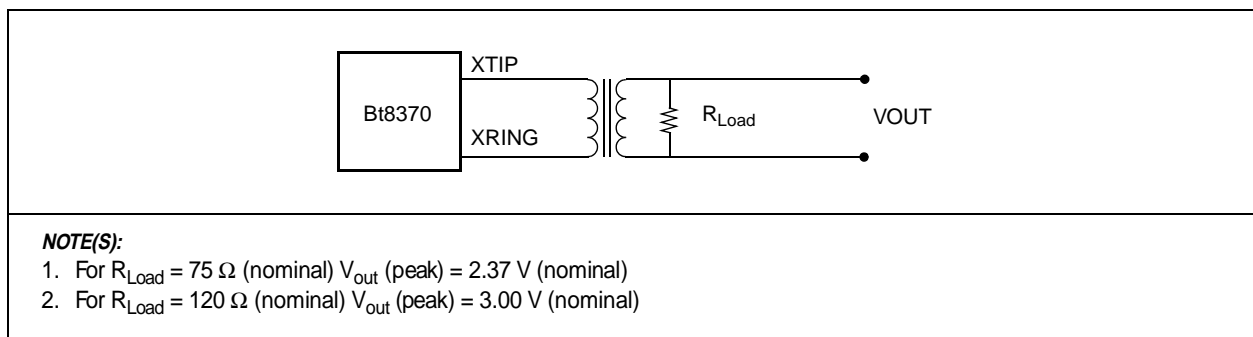 XTIP
Bt8370
XRING
RLoad
VOUT
NOTE(S):
1. For RLoad = 75 Ω (nominal) Vout (peak) = 2.37 V (nominal)
2. For RLoad = 120 Ω (nominal) Vout (peak) = 3.00 V (nominal)